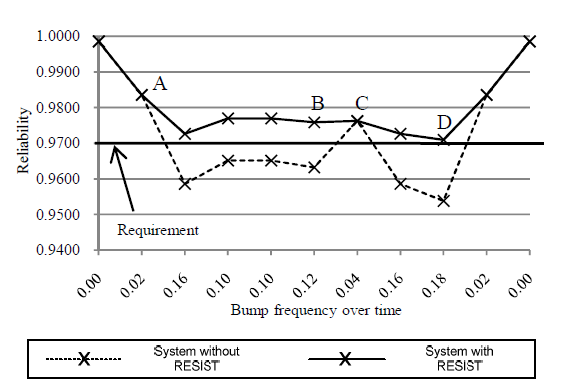 1.0000
0.9900
0.9800
0.9700
0.9600
0.9500
0.9400
Reliability
A
B
C
D
Requirement
0.00
0.02
0.16
0.10
0.10
0.12
0.04
0.16
0.18
0.02
0.00
Bump frequency over time
System without
RESIST
System with
RESIST